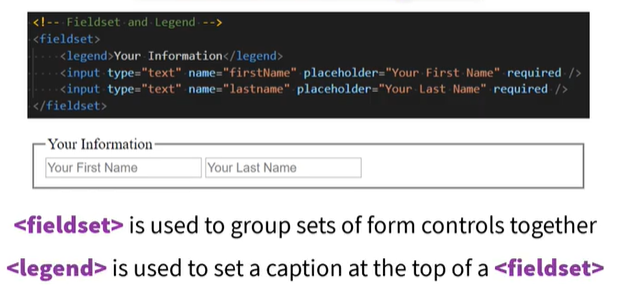 <!-- Fieldset and Legend -->
<fieldset>
<legend>Your Information</legend>
<input type="text" name="firstName" placeholder="Your First Name" required />
<input type="text" name="lastname" placeholder="Your Last Name" required />
</fieldset>
Your Information
Your First Name Your Last Name
<fieldset> is used to group sets of form controls together
<legend> is used to set a caption at the top of a <fieldset>